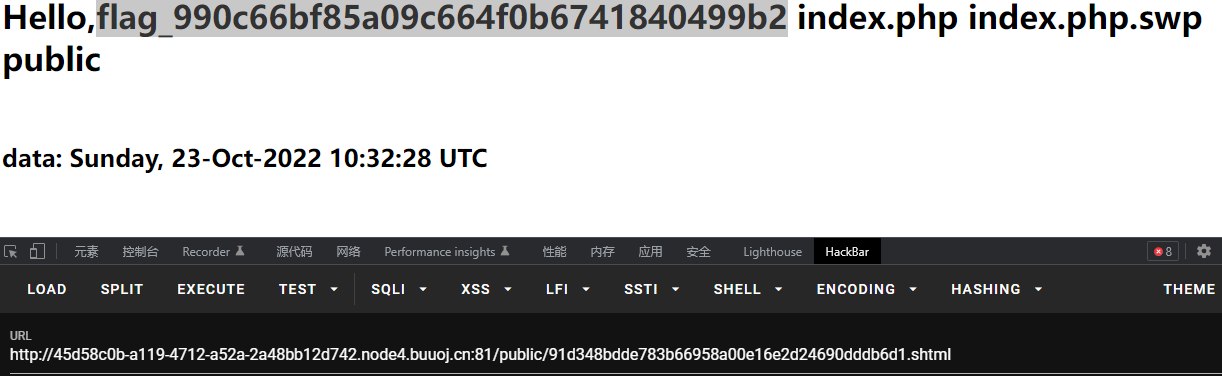 Hello,flag_990c66bf85a09c664f0b6741840499b2 index.php index.php.swp
public
data: Sunday, 23-Oct-2022 10:32:28 UTC
元素 控制台 Recorder 源代码 网络 Performance insights 性能 内存 应用 安全 Lighthouse HackBar 8
LOAD SPLIT EXECUTE TEST SQLI XSS LFI SSTI SHELL ENCODING HASHING THEME
URL
http://45d58c0b-a119-4712-a52a-2a48bb12d742.node4.buuoj.cn:81/public/91d348bdde783b66958a00e16e2d24690dddb6d1.shtml